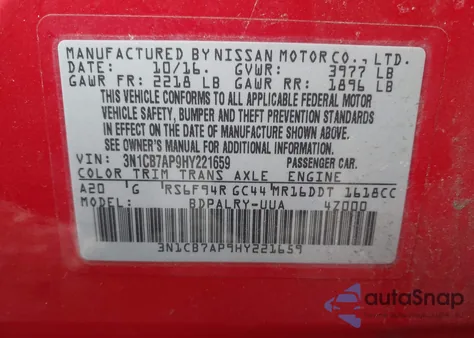 MANUFACTURED BY NISSAN MOTOR CO., LTD.
DATE: 10/16. GVWR: 3977 LB
GAWR FR: 2218 LB GAWR RR: 1896 LB
THIS VEHICLE CONFORMS TO ALL APPLICABLE FEDERAL MOTOR
VEHICLE SAFETY, BUMPER AND THEFT PREVENTION STANDARDS
IN EFFECT ON THE DATE OF MANUFACTURE SHOWN ABOVE.
SEE OWNER'S MANUAL FOR ADDITIONAL INFORMATION.
VIN: 3N1CB7AP9HY221659 PASSENGER CAR.
COLOR TRIM TRANS AXLE ENGINE
A20 G RS6F94R GC44 MR16DDT 1618CC
MODEL: BDPALRY-UUA 47000
3N1CB7AP9HY221659
autoSnap